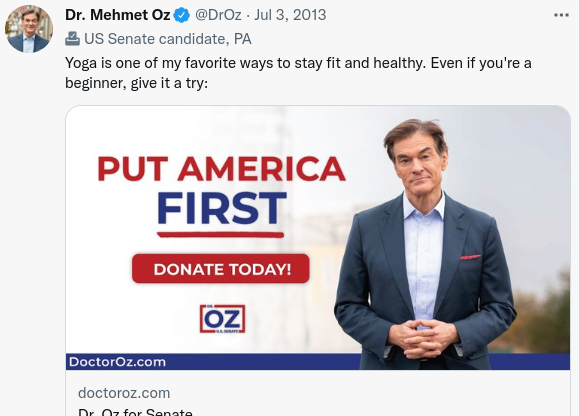 Dr. Mehmet Oz @DrOz · Jul 3, 2013
US Senate candidate, PA
Yoga is one of my favorite ways to stay fit and healthy. Even if you're a
beginner, give it a try:
PUT AMERICA
FIRST
DONATE TODAY!
DR.
OZ
U.S. SENATE
DoctorOz.com
doctoroz.com
Dr. Oz for Senate